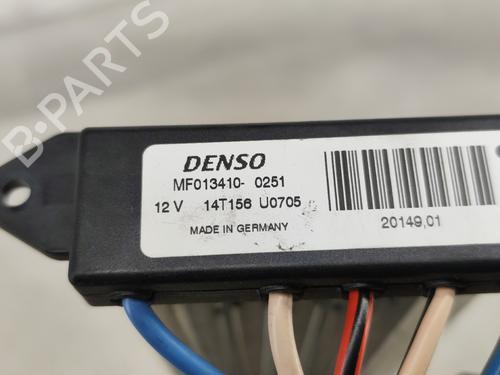 B-PARTS
DENSO
MF013410- 0251
12 V 14T156 U0705
MADE IN GERMANY
20149,01